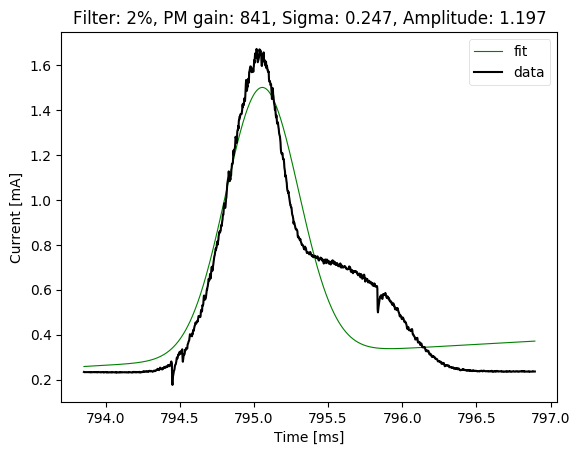 Filter: 2%, PM gain: 841, Sigma: 0.247, Amplitude: 1.197
fit
data
1.6
1.4
1.2
1.0
0.8
0.6
0.4
0.2
Current [mA]
794.0 794.5 795.0 795.5 796.0 796.5 797.0
Time [ms]